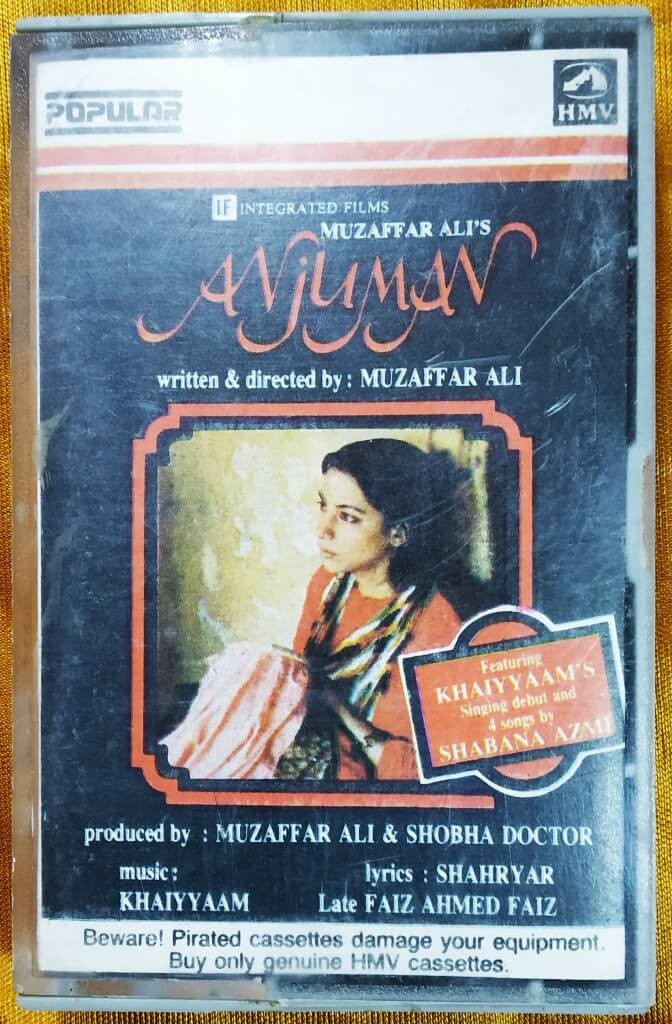 POPULAR
HMV
IF INTEGRATED FILMS
MUZAFFAR ALI'S
ANJUMAN
written & directed by : MUZAFFAR ALI
Featuring
KHAIYYAAM'S
Singing debut and
4 songs by
SHABANA AZMI
produced by : MUZAFFAR ALI & SHOBHA DOCTOR
music : lyrics : SHAHRYAR
KHAIYYAAM Late FAIZ AHMED FAIZ
Beware! Pirated cassettes damage your equipment.
Buy only genuine HMV cassettes.